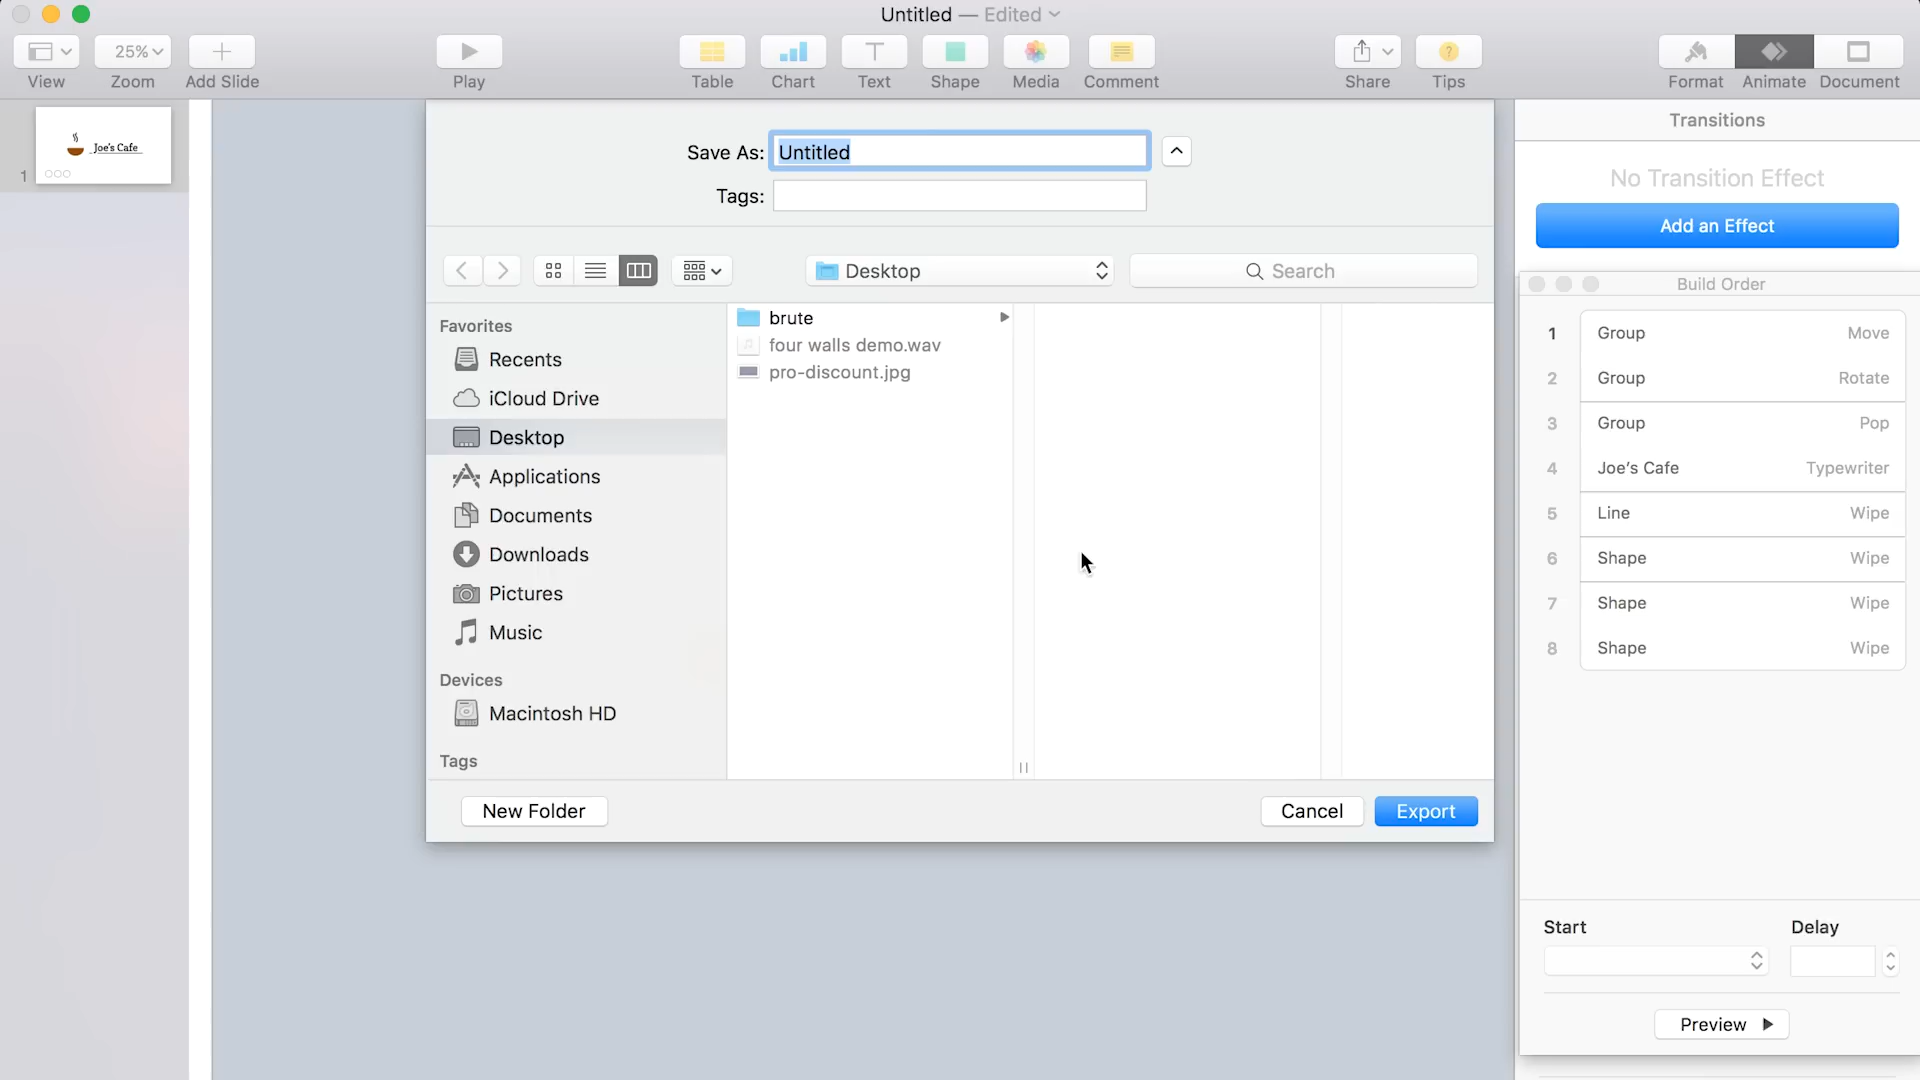 Untitled — Edited
25%
View
Zoom
Add Slide
Play
Table
Chart
Text
Shape
Media
Comment
Share
Tips
Format
Animate
Document
Joe's Cafe
1
Save As: Untitled
Tags:
Desktop
Search
Favorites
Recents
iCloud Drive
Desktop
Applications
Documents
Downloads
Pictures
Music
Devices
Macintosh HD
Tags
brute
four walls demo.wav
pro-discount.jpg
New Folder
Cancel
Export
Transitions
No Transition Effect
Add an Effect
Build Order
1 Group Move
2 Group Rotate
3 Group Pop
4 Joe's Cafe Typewriter
5 Line Wipe
6 Shape Wipe
7 Shape Wipe
8 Shape Wipe
Start
Delay
Preview